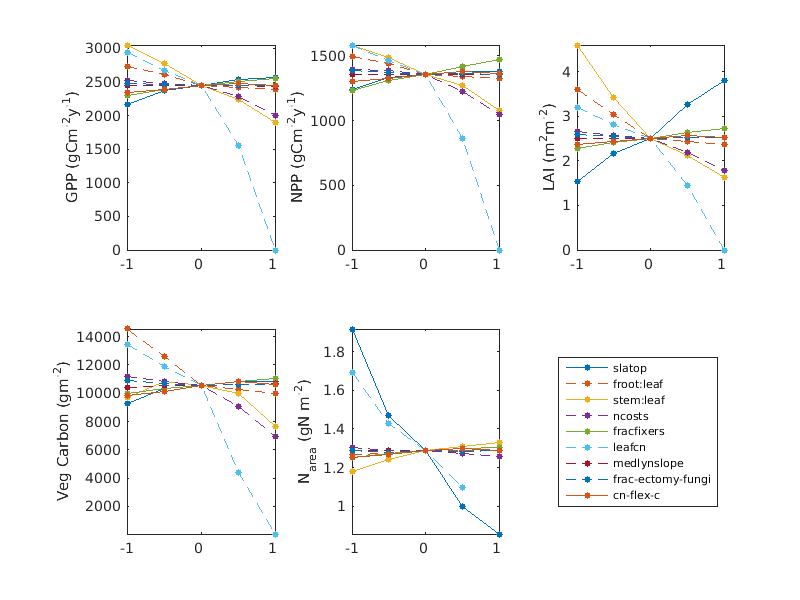 3000
2500
2000
1500
1000
500
0
-1 0 1
GPP (gCm⁻²y⁻¹)
1500
1000
500
0
-1 0 1
NPP (gCm⁻²y⁻¹)
4
3
2
1
0
-1 0 1
LAI (m²m⁻²)
14000
12000
10000
8000
6000
4000
2000
-1 0 1
Veg Carbon (gm⁻²)
1.8
1.6
1.4
1.2
1
-1 0 1
N_area (gN m⁻²)
slatop
froot:leaf
stem:leaf
ncosts
fracfixers
leafcn
medlynslope
frac-ectomy-fungi
cn-flex-c